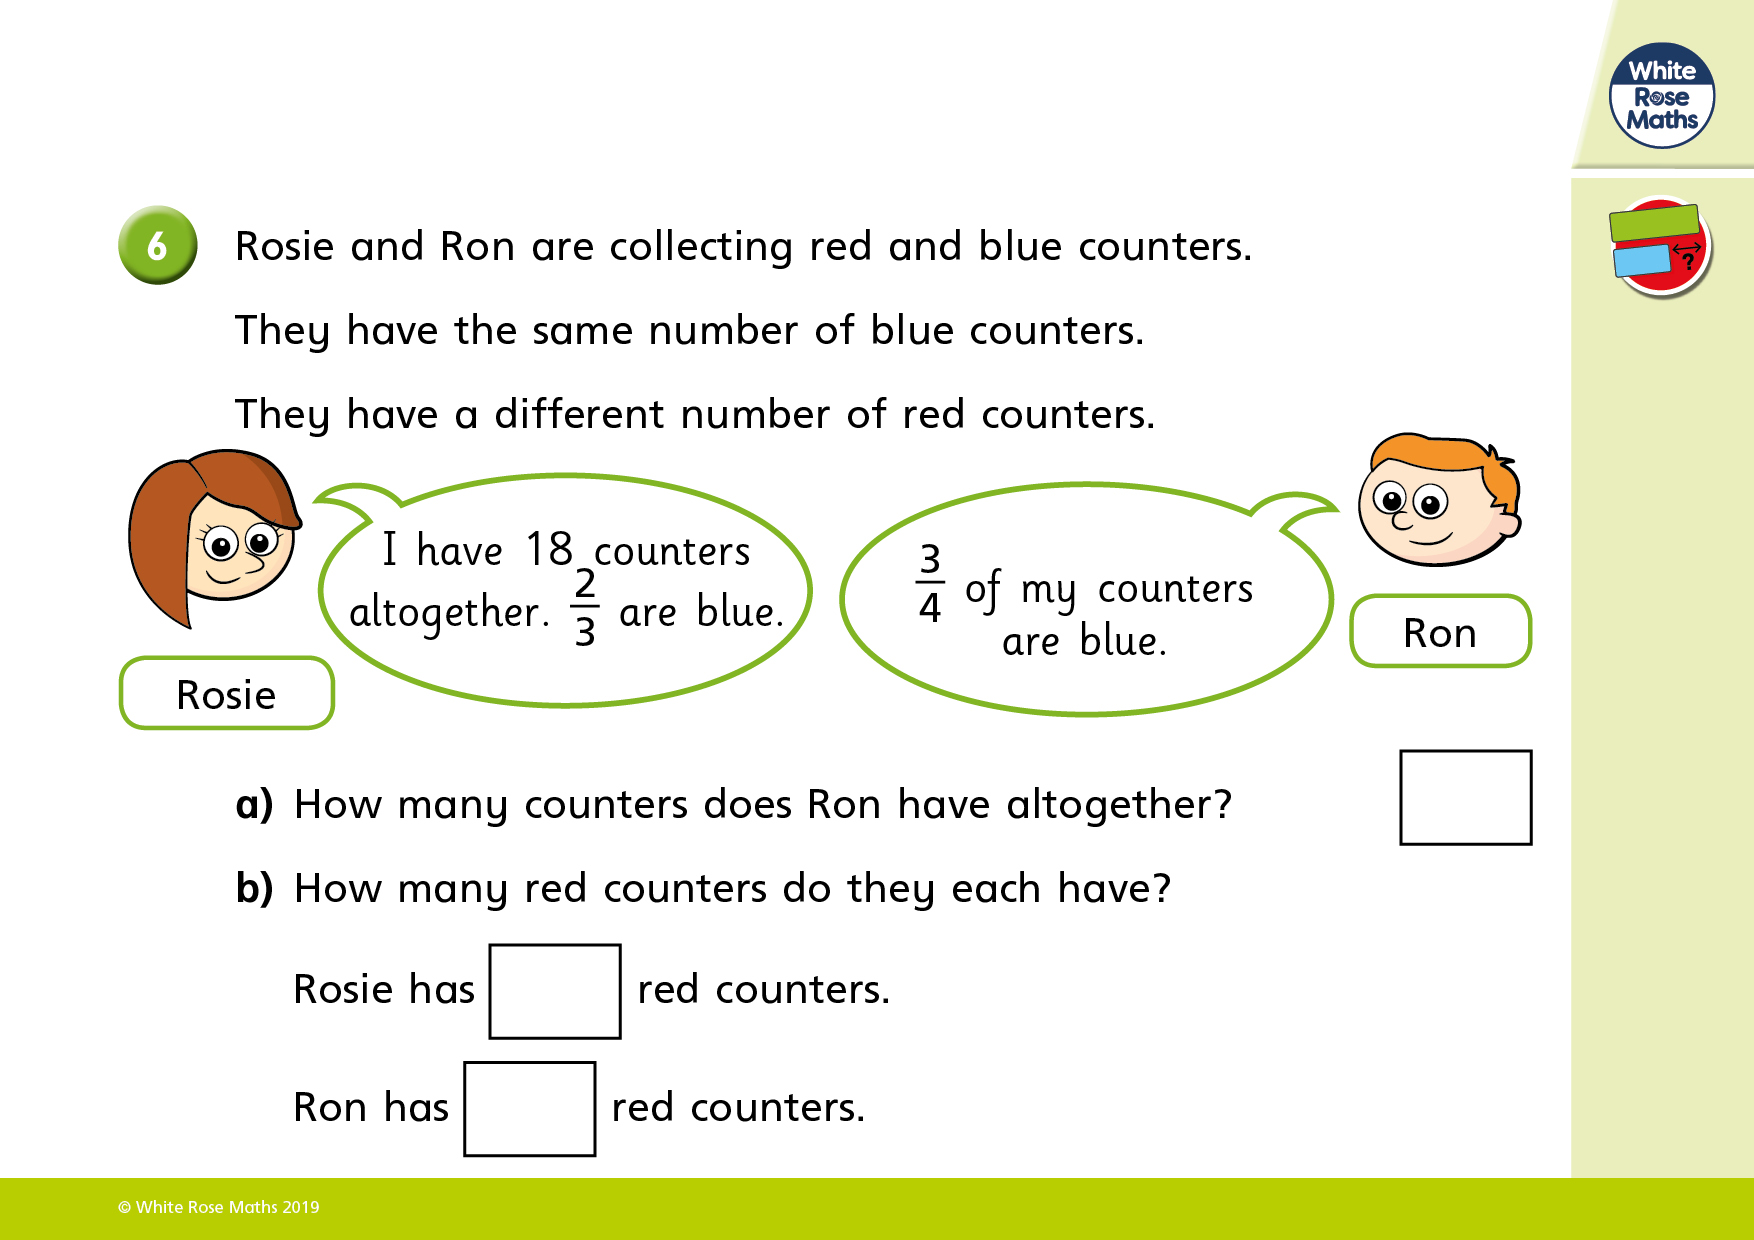 White
Rose
Maths
6 Rosie and Ron are collecting red and blue counters.
They have the same number of blue counters.
They have a different number of red counters.
I have 18 counters
altogether. 2/3 are blue.
3/4 of my counters
are blue.
Rosie
Ron
?
a) How many counters does Ron have altogether?
b) How many red counters do they each have?
Rosie has red counters.
Ron has red counters.
© White Rose Maths 2019